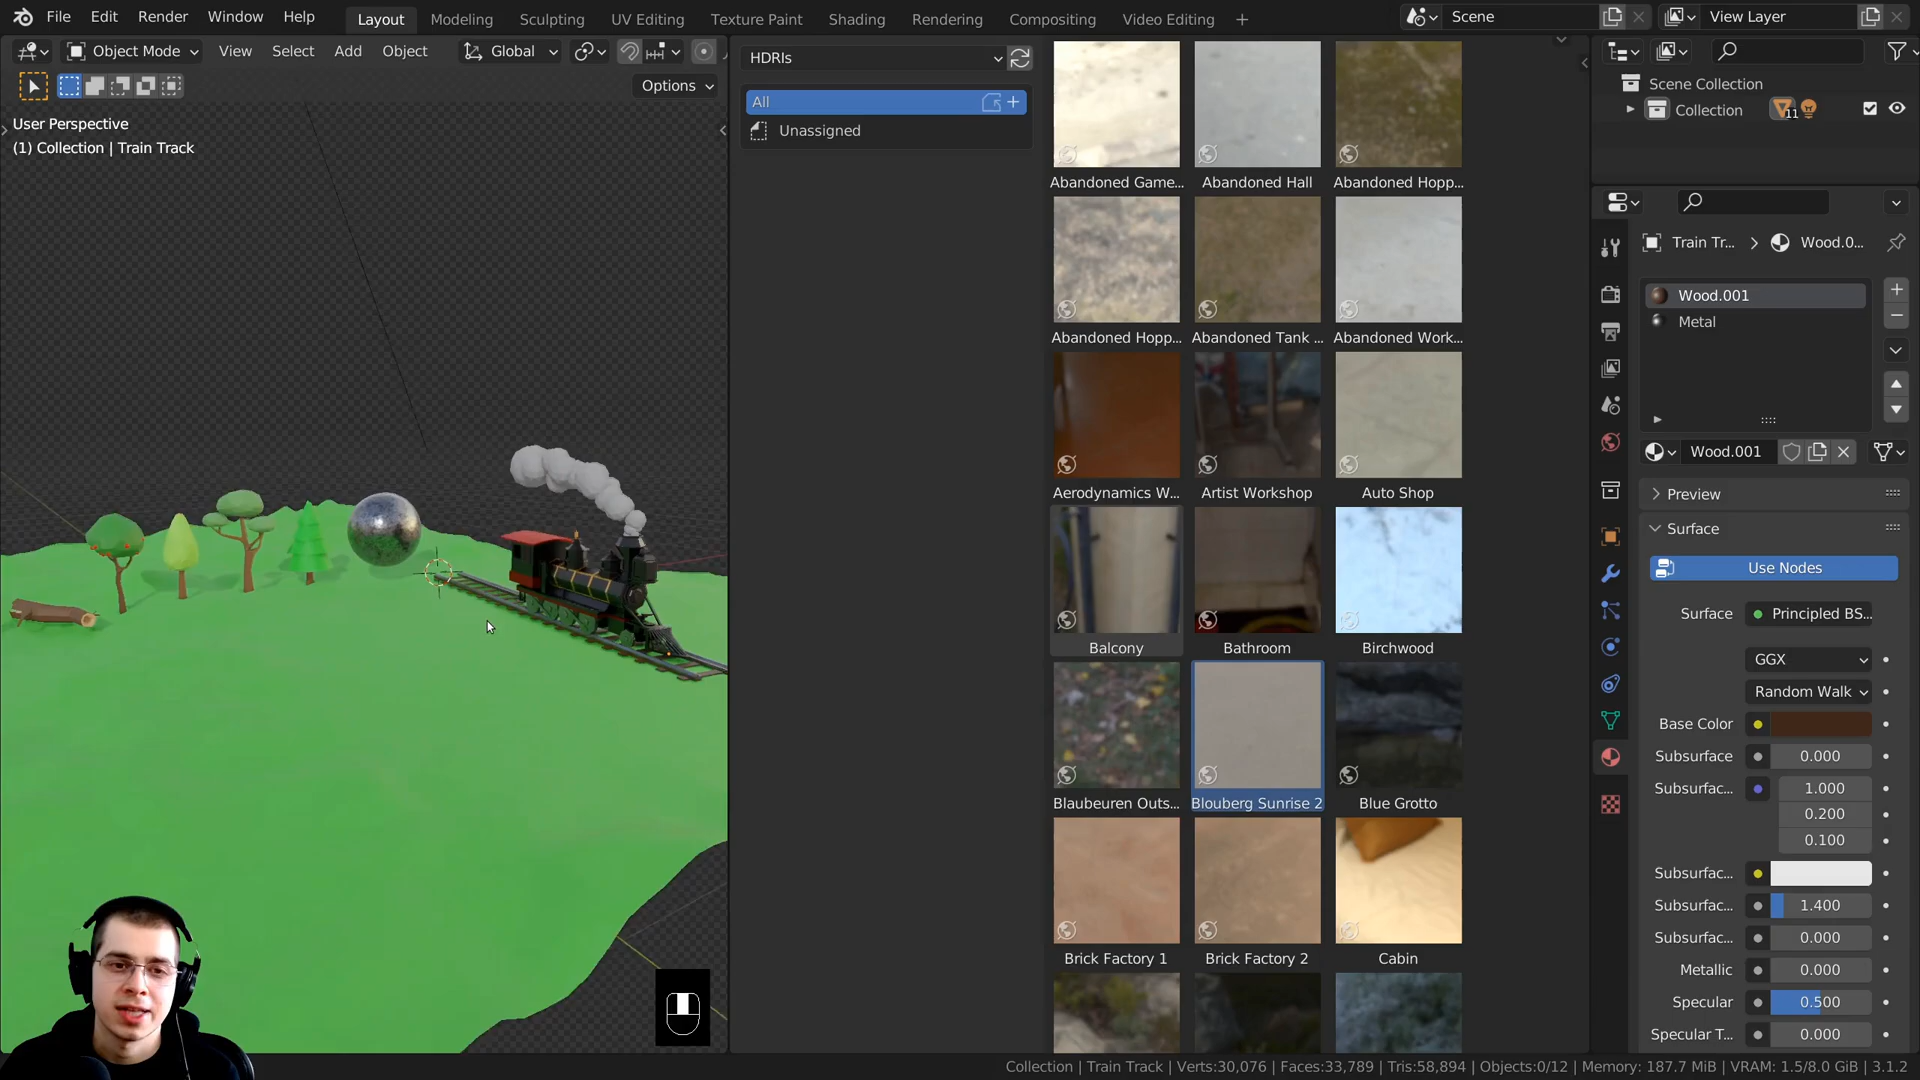 File Edit Render Window Help Layout Modeling Sculpting UV Editing Texture Paint Shading Rendering Compositing Video Editing + Scene View Layer
Object Mode View Select Add Object Global
Options
User Perspective
(1) Collection | Train Track
HDRIs
All
Unassigned
Abandoned Game... Abandoned Hall Abandoned Hopp...
Abandoned Hopp... Abandoned Tank ... Abandoned Work...
Aerodynamics W... Artist Workshop Auto Shop
Balcony Bathroom Birchwood
Blaubeuren Outs... Blouberg Sunrise 2 Blue Grotto
Brick Factory 1 Brick Factory 2 Cabin
Scene Collection
Collection 11
Train Tr... Wood.0...
Wood.001
Metal
Wood.001
Preview
Surface
Use Nodes
Surface Principled BS...
GGX
Random Walk
Base Color
Subsurface 0.000
Subsurfac... 1.000
0.200
0.100
Subsurfac...
Subsurfac... 1.400
Subsurfac... 0.000
Metallic 0.000
Specular 0.500
Specular T... 0.000
Collection | Train Track | Verts:30,076 | Faces:33,789 | Tris:58,894 | Objects:0/12 | Memory: 187.7 MiB | VRAM: 1.5/8.0 GiB | 3.1.2